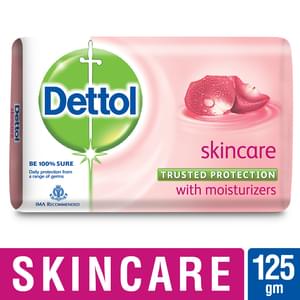 Dettol
BE 100% SURE
Daily protection from
a range of germs
IMA RECOMMENDED
skincare
TRUSTED PROTECTION
with moisturizers
SKINCARE
125
gm